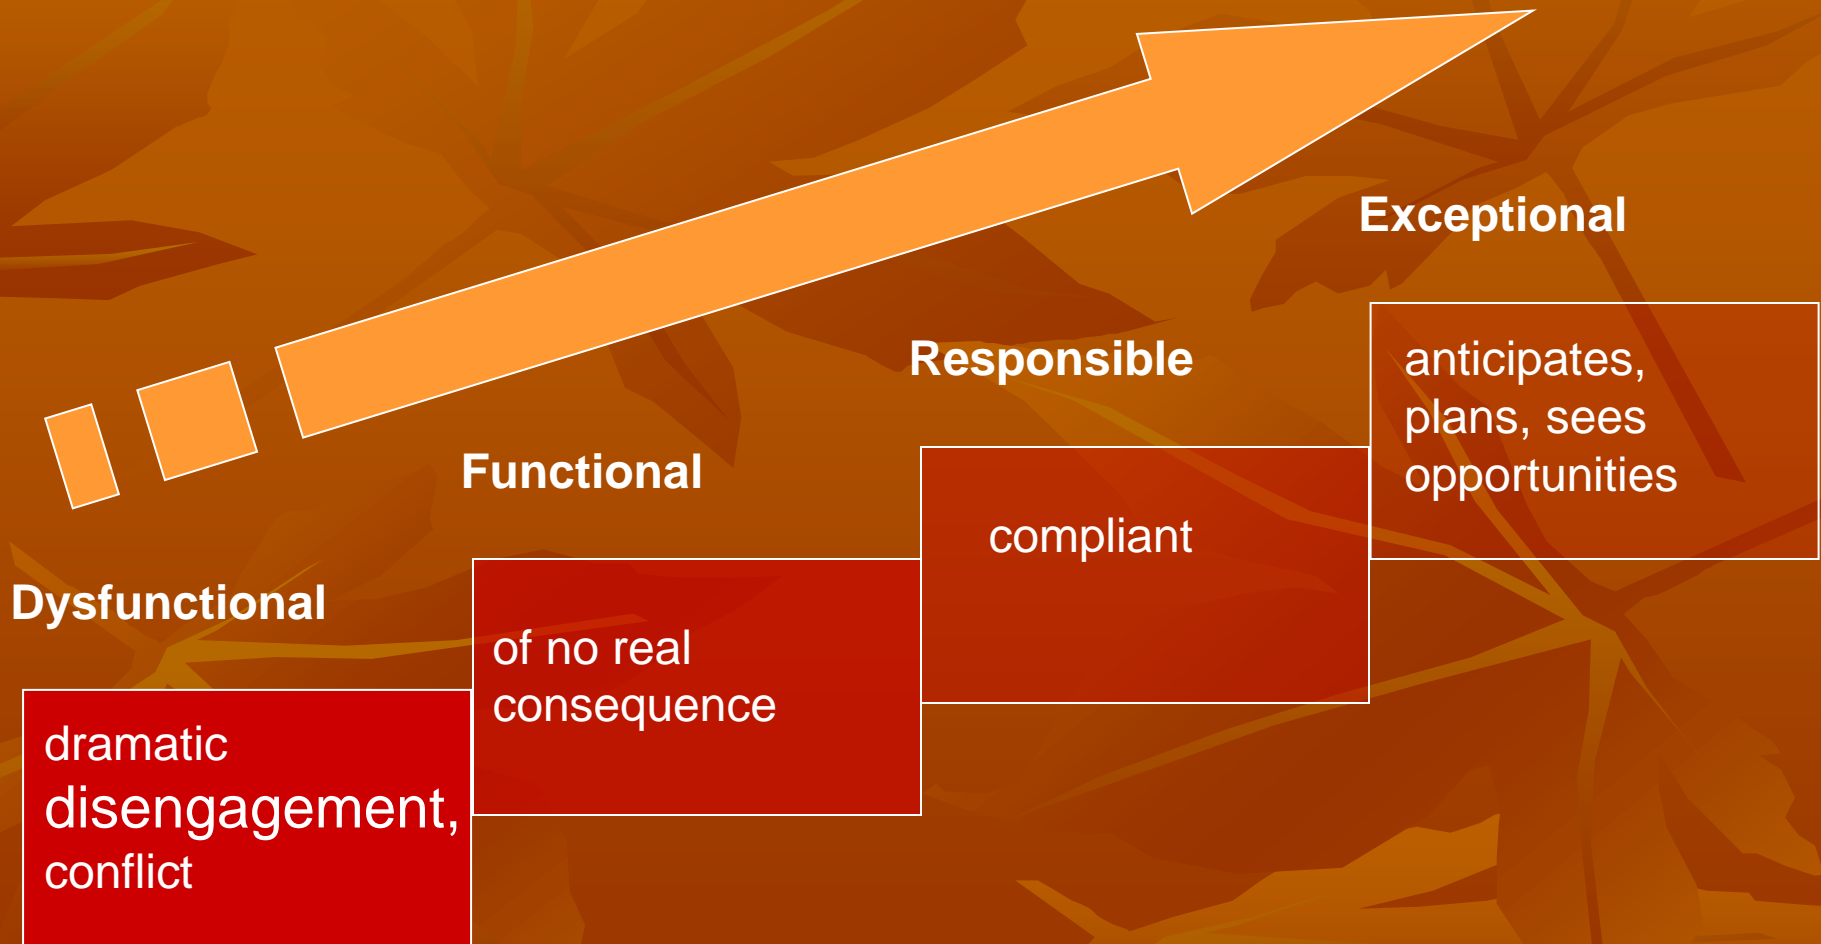 Exceptional
anticipates,
plans, sees
opportunities
Responsible
compliant
Functional
of no real
consequence
Dysfunctional
dramatic
disengagement,
conflict